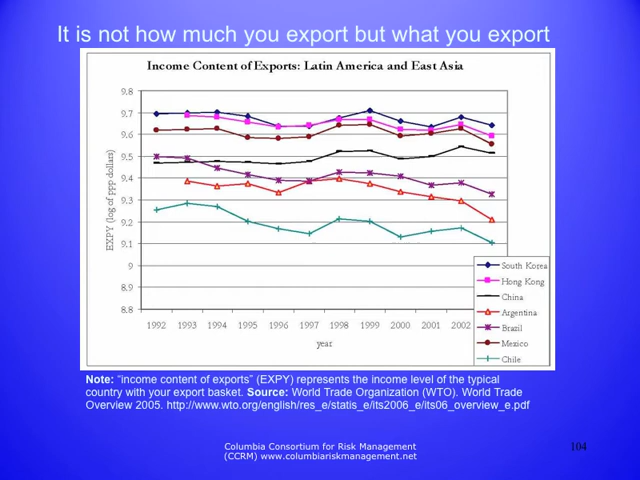 It is not how much you export but what you export
Income Content of Exports: Latin America and East Asia
EXPY (log of ppp dollars)
9.8
9.7
9.6
9.5
9.4
9.3
9.2
9.1
9
8.9
8.8
1992 1993 1994 1995 1996 1997 1998 1999 2000 2001 2002
year
South Korea
Hong Kong
China
Argentina
Brazil
Mexico
Chile
Note: "income content of exports" (EXPY) represents the income level of the typical
country with your export basket. Source: World Trade Organization (WTO). World Trade
Overview 2005. http://www.wto.org/english/res_e/statis_e/its2006_e/its06_overview_e.pdf
Columbia Consortium for Risk Management
(CCRM) www.columbiariskmanagement.net
104